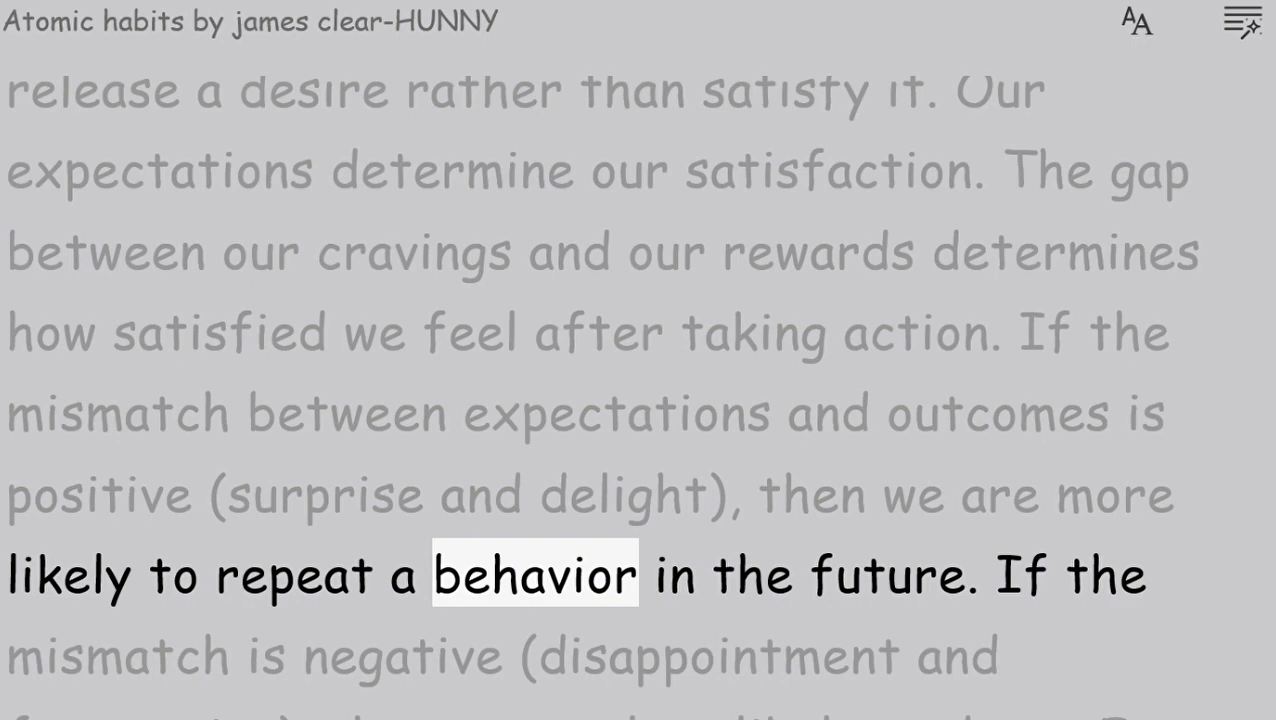 Atomic habits by james clear-HUNNY
AA
release a desire rather than satisfy it. Our
expectations determine our satisfaction. The gap
between our cravings and our rewards determines
how satisfied we feel after taking action. If the
mismatch between expectations and outcomes is
positive (surprise and delight), then we are more
likely to repeat a behavior in the future. If the
mismatch is negative (disappointment and